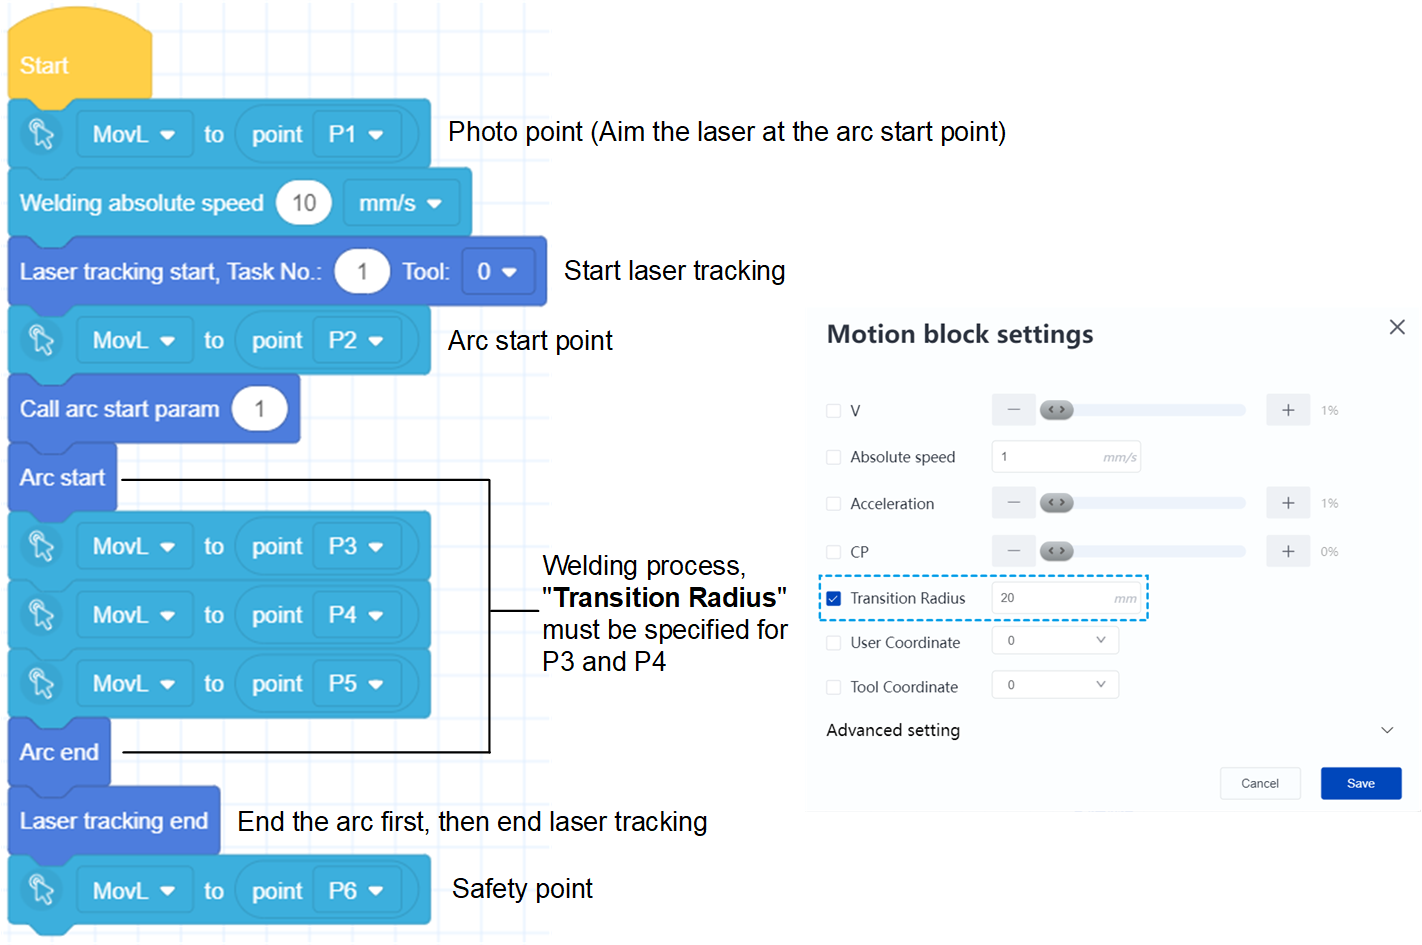 Start
MovL to point P1
Photo point (Aim the laser at the arc start point)
Welding absolute speed 10 mm/s
Laser tracking start, Task No.: 1 Tool: 0
Start laser tracking
MovL to point P2
Arc start point
Call arc start param 1
Arc start
MovL to point P3
MovL to point P4
MovL to point P5
Welding process,
"Transition Radius"
must be specified for
P3 and P4
Arc end
Laser tracking end
End the arc first, then end laser tracking
MovL to point P6
Safety point
Motion block settings
V 1%
Absolute speed 1 mm/s
Acceleration 1%
CP 0%
Transition Radius 20 mm
User Coordinate 0
Tool Coordinate 0
Advanced setting
Cancel Save